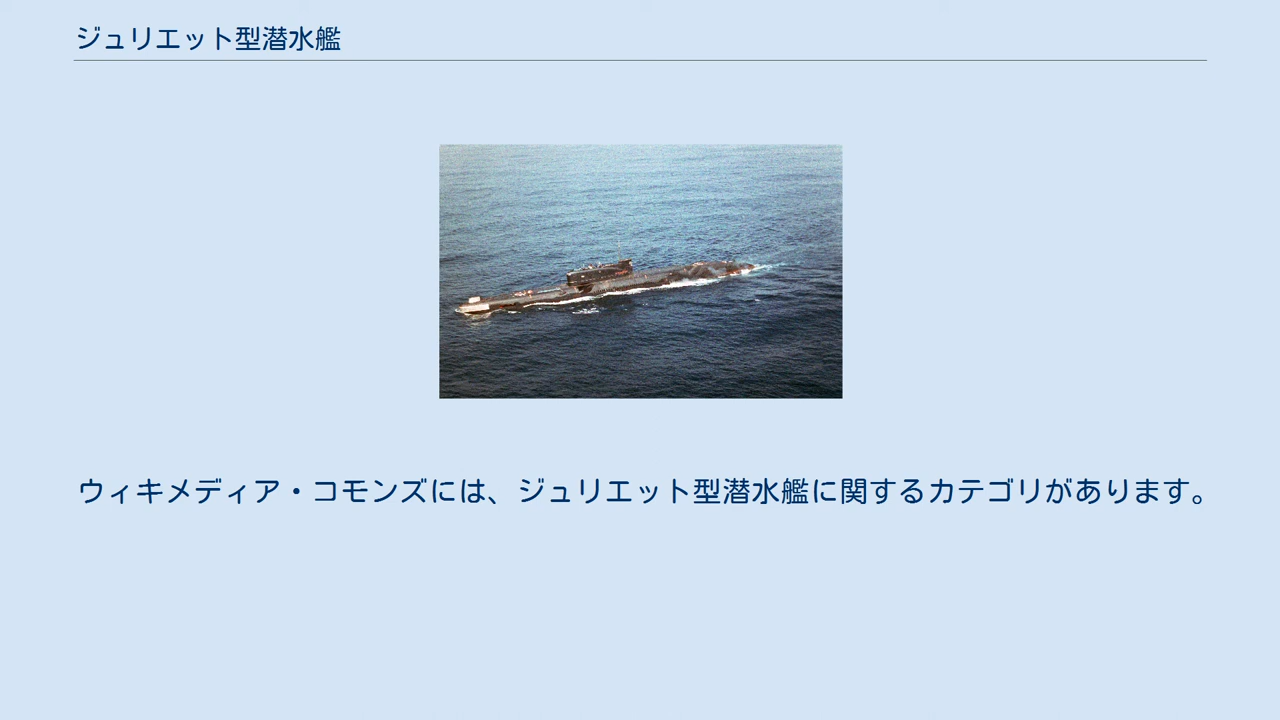 ジュリエット型潜水艦
ウィキメディア・コモンズには、ジュリエット型潜水艦に関するカテゴリがあります。